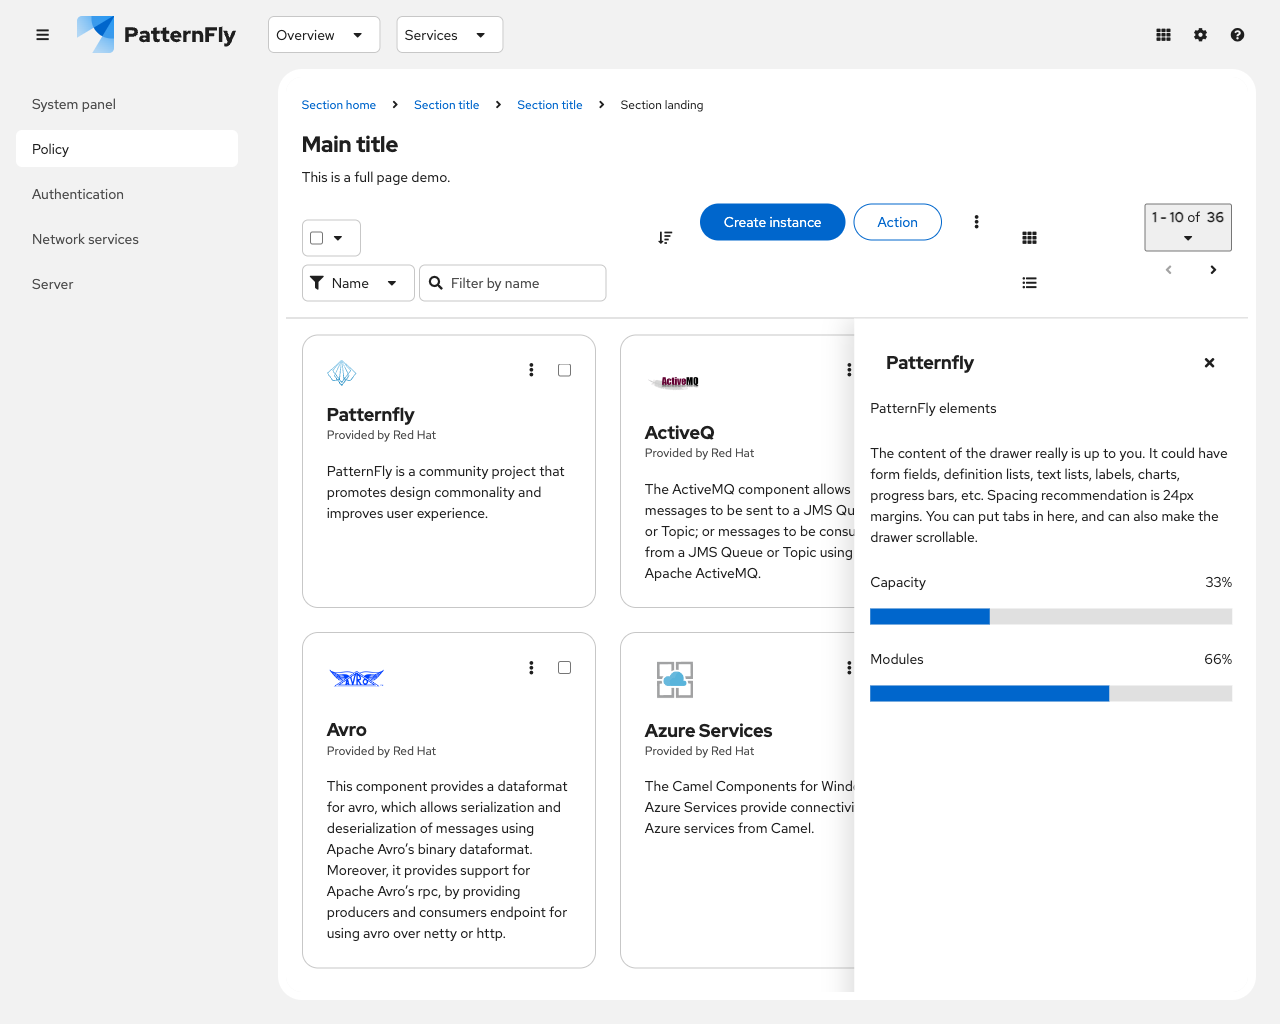 PatternFly
Overview
Services
System panel
Policy
Authentication
Network services
Server
Section home
Section title
Section title
Section landing
Main title
This is a full page demo.
Create instance
Action
1 - 10 of 36
Name
Filter by name
Patternfly
Provided by Red Hat
PatternFly is a community project that
promotes design commonality and
improves user experience.
ActiveMQ
ActiveQ
Provided by Red Hat
The ActiveMQ component allows
messages to be sent to a JMS Qu
or Topic; or messages to be consu
from a JMS Queue or Topic using
Apache ActiveMQ.
AVRO
Avro
Provided by Red Hat
This component provides a dataformat
for avro, which allows serialization and
deserialization of messages using
Apache Avro’s binary dataformat.
Moreover, it provides support for
Apache Avro’s rpc, by providing
producers and consumers endpoint for
using avro over netty or http.
Azure Services
Provided by Red Hat
The Camel Components for Wind
Azure Services provide connectivi
Azure services from Camel.
Patternfly
PatternFly elements
The content of the drawer really is up to you. It could have
form fields, definition lists, text lists, labels, charts,
progress bars, etc. Spacing recommendation is 24px
margins. You can put tabs in here, and can also make the
drawer scrollable.
Capacity
33%
Modules
66%